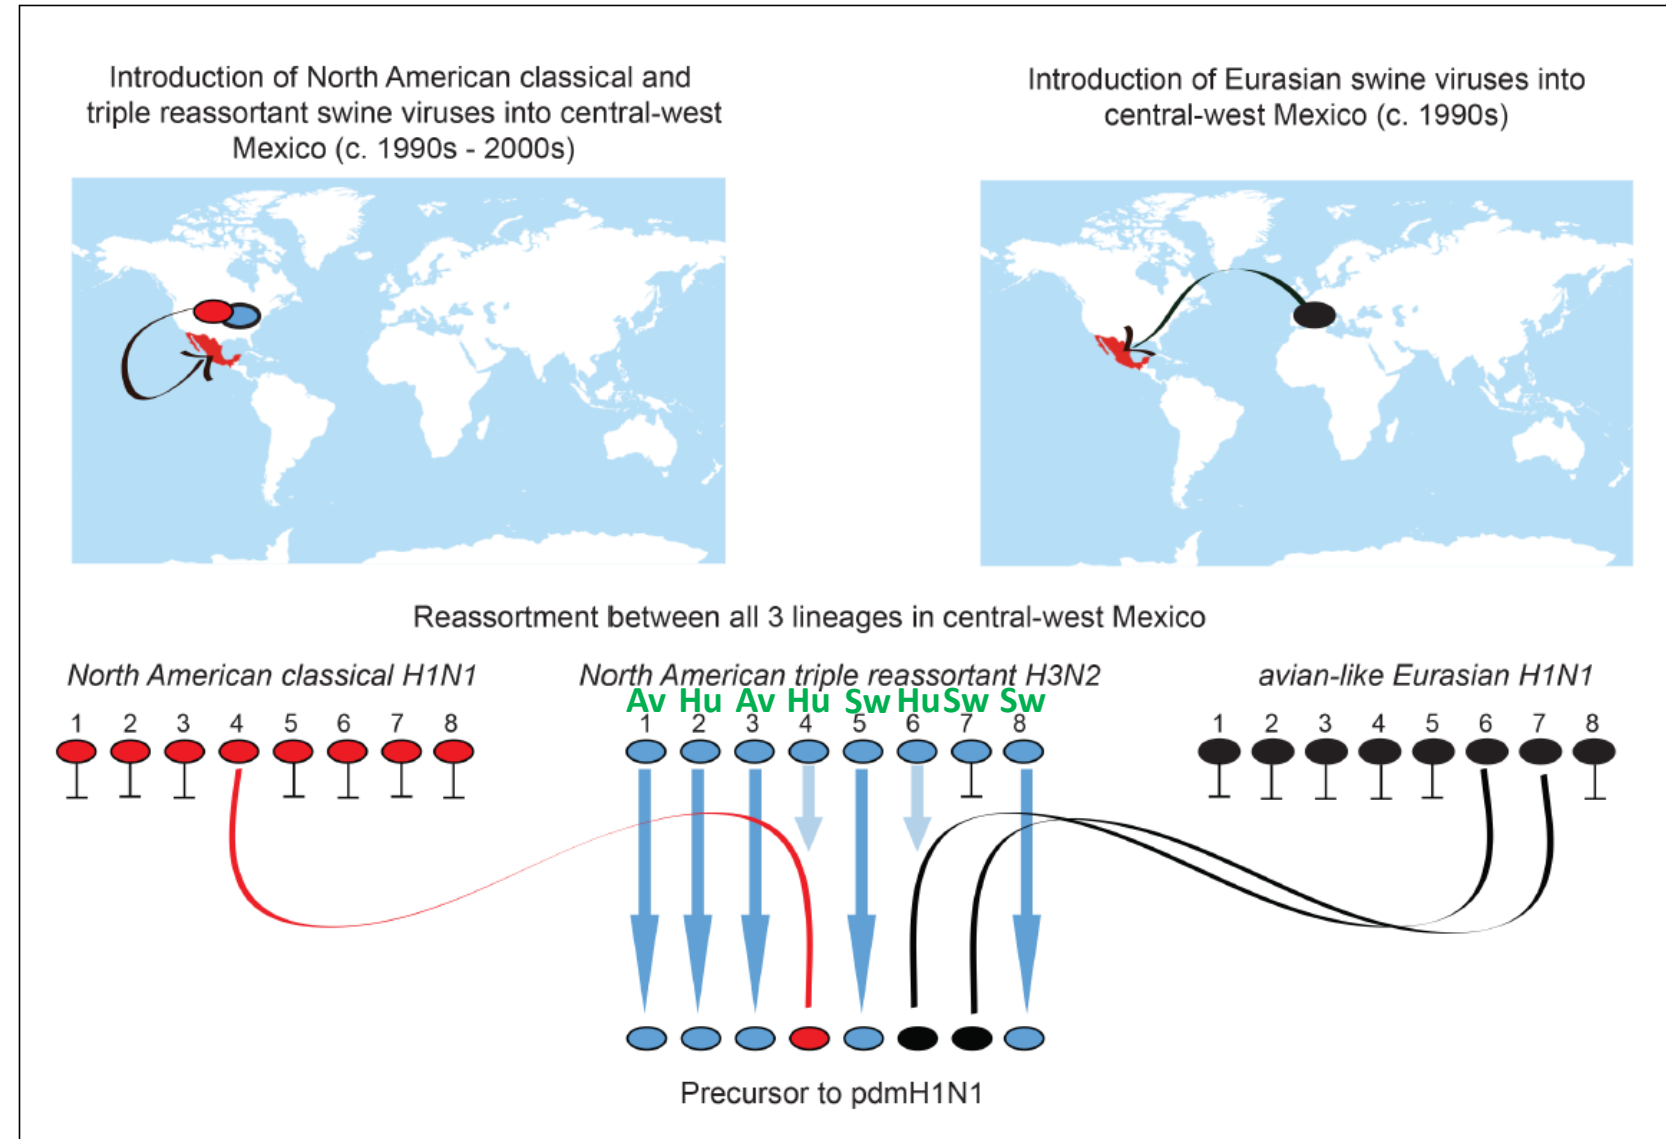 Introduction of North American classical and
triple reassortant swine viruses into central-west
Mexico (c. 1990s - 2000s)
Introduction of Eurasian swine viruses into
central-west Mexico (c. 1990s)
Reassortment between all 3 lineages in central-west Mexico
North American classical H1N1
North American triple reassortant H3N2
avian-like Eurasian H1N1
Av Hu Av Hu Sw Hu Sw Sw
1 2 3 4 5 6 7 8
1 2 3 4 5 6 7 8
1 2 3 4 5 6 7 8
Precursor to pdmH1N1